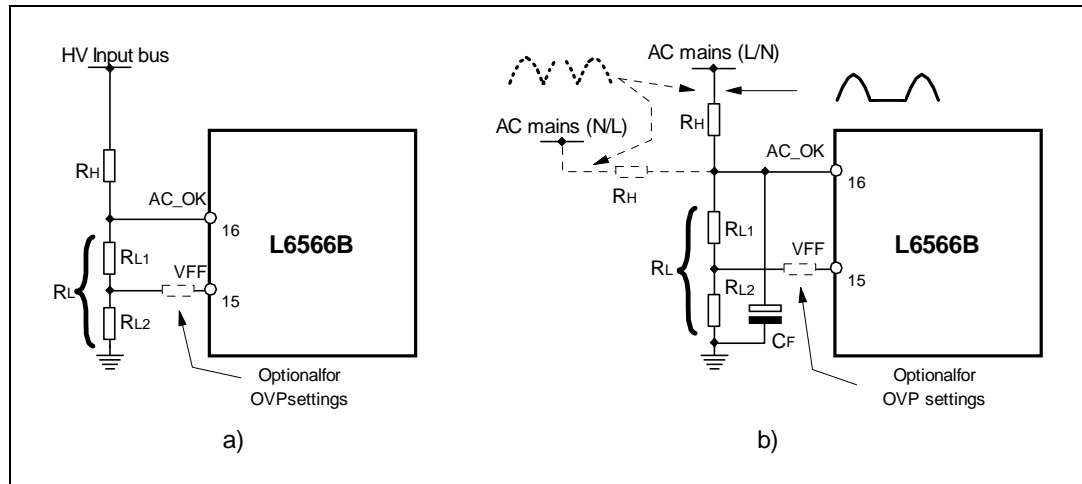 HV Input bus
RH
AC_OK
16
RL1
VFF
RL
15
RL2
L6566B
Optionalfor
OVPsettings
a)
AC mains (L/N)
RH
AC mains (N/L)
AC_OK
RH
16
RL1
VFF
RL
15
RL2
CF
L6566B
Optionalfor
OVP settings
b)